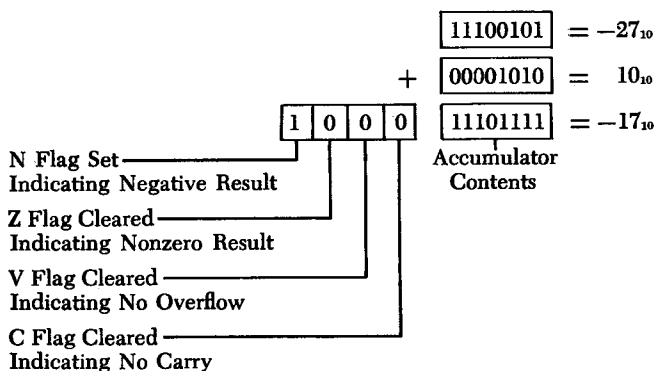 11100101 = −27₁₀
+ 00001010 = 10₁₀
1 0 0 0 11101111 = −17₁₀
Accumulator
Contents
N Flag Set
Indicating Negative Result
Z Flag Cleared
Indicating Nonzero Result
V Flag Cleared
Indicating No Overflow
C Flag Cleared
Indicating No Carry